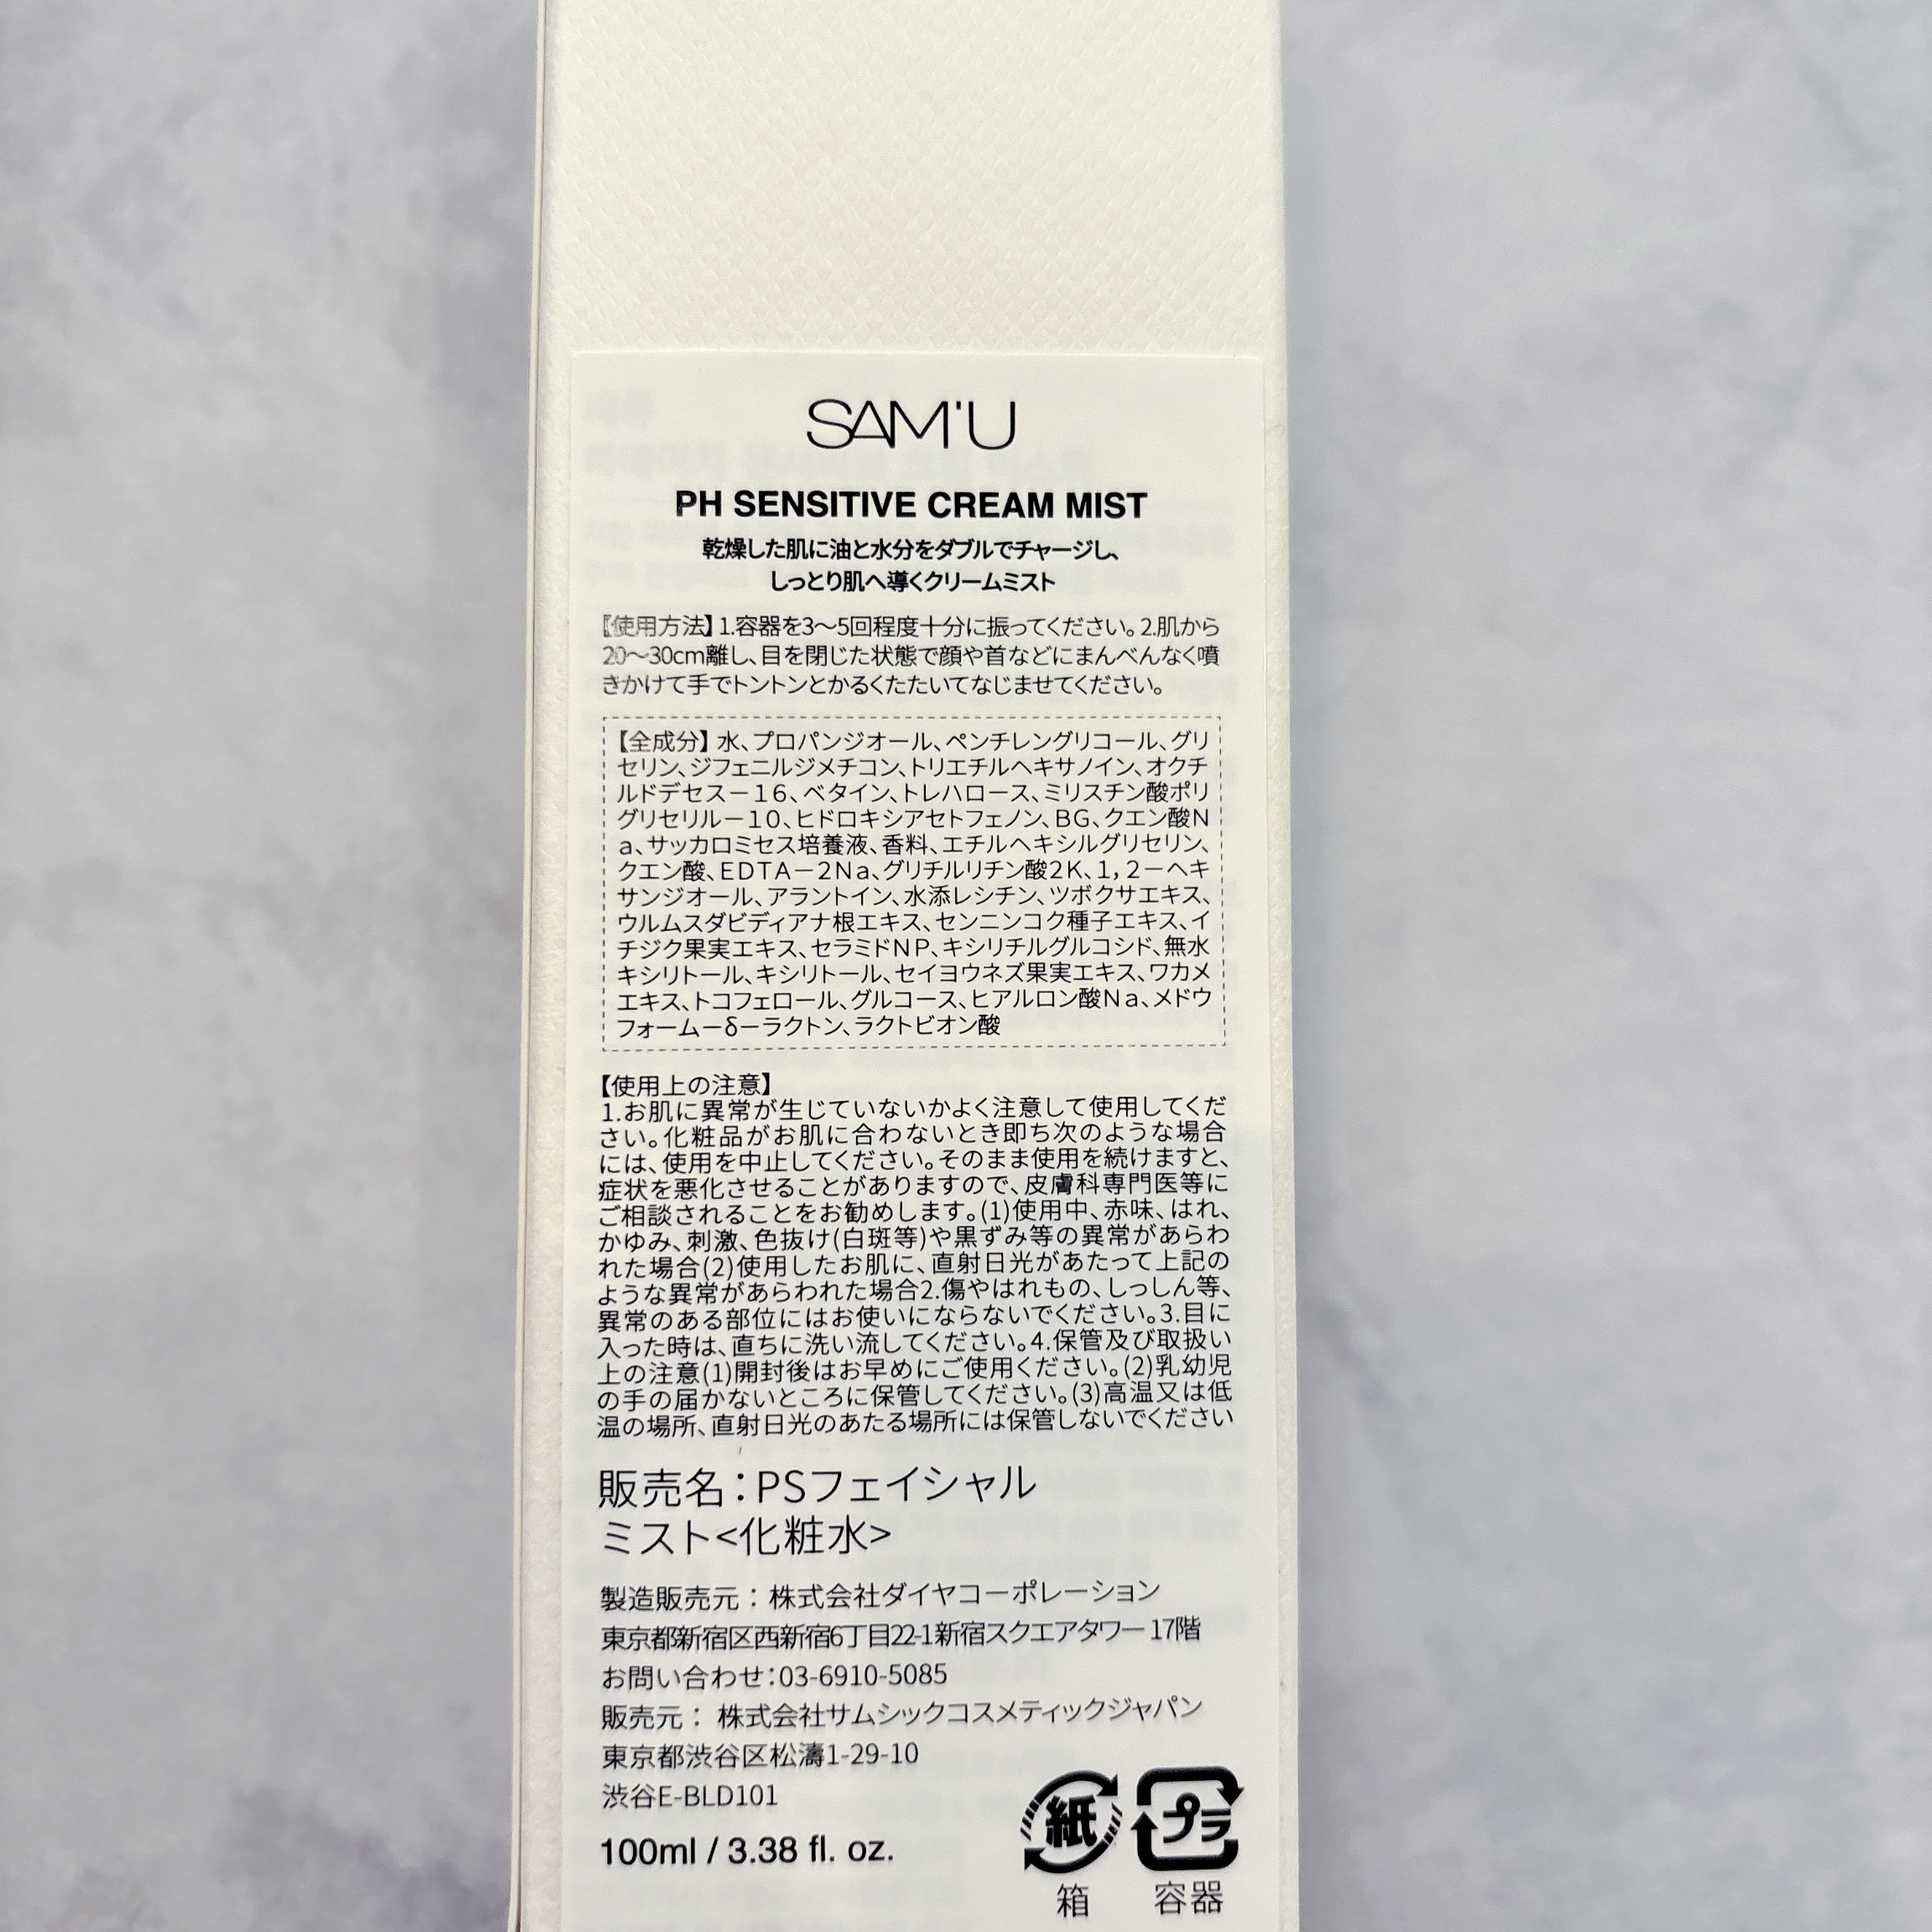 SAM'U
PH SENSITIVE CREAM MIST
乾燥した肌に油と水分をダブルでチャージし、
しっとり肌へ導くクリームミスト
【使用方法】1.容器を3〜5回程度十分に振ってください。2.肌から
20〜30cm離し、目を閉じた状態で顔や首などにまんべんなく噴
きかけて手でトントンとかるくたたいてなじませてください。
【全成分】水、プロパンジオール、ペンチレングリコール、グリ
セリン、ジフェニルジメチコン、トリエチルヘキサノイン、オクチ
ルドデセス－16、ベタイン、トレハロース、ミリスチン酸ポリ
グリセリル－10、ヒドロキシアセトフェノン、BG、クエン酸N
a、サッカロミセス培養液、香料、エチルヘキシルグリセリン、
クエン酸、EDTA－2Na、グリチルリチン酸2K、1，2－ヘキ
サンジオール、アラントイン、水添レシチン、ツボクサエキス、
ウルムスダビディアナ根エキス、センニンコク種子エキス、イ
チジク果実エキス、セラミドNP、キシリチルグルコシド、無水
キシリトール、キシリトール、セイヨウネズ果実エキス、ワカメ
エキス、トコフェロール、グルコース、ヒアルロン酸Na、メドウ
フォーム－δ－ラクトン、ラクトビオン酸
【使用上の注意】
1.お肌に異常が生じていないかよく注意して使用してくだ
さい。化粧品がお肌に合わないとき即ち次のような場合
には、使用を中止してください。そのまま使用を続けますと、
症状を悪化させることがありますので、皮膚科専門医等に
ご相談されることをお勧めします。(1)使用中、赤味、はれ、
かゆみ、刺激、色抜け(白斑等)や黒ずみ等の異常があらわ
れた場合(2)使用したお肌に、直射日光があたって上記の
ような異常があらわれた場合2.傷やはれもの、しっしん等、
異常のある部位にはお使いにならないでください。3.目に
入った時は、直ちに洗い流してください。4.保管及び取扱い
上の注意(1)開封後はお早めにご使用ください。(2)乳幼児
の手の届かないところに保管してください。(3)高温又は低
温の場所、直射日光のあたる場所には保管しないでください
販売名：PSフェイシャル
ミスト<化粧水>
製造販売元：株式会社ダイヤコーポレーション
東京都新宿区西新宿6丁目22-1新宿スクエアタワー 17階
お問い合わせ：03-6910-5085
販売元： 株式会社サムシックコスメティックジャパン
東京都渋谷区松濤1-29-10
渋谷E-BLD101
100ml / 3.38 fl. oz.
紙 プラ
箱 容器